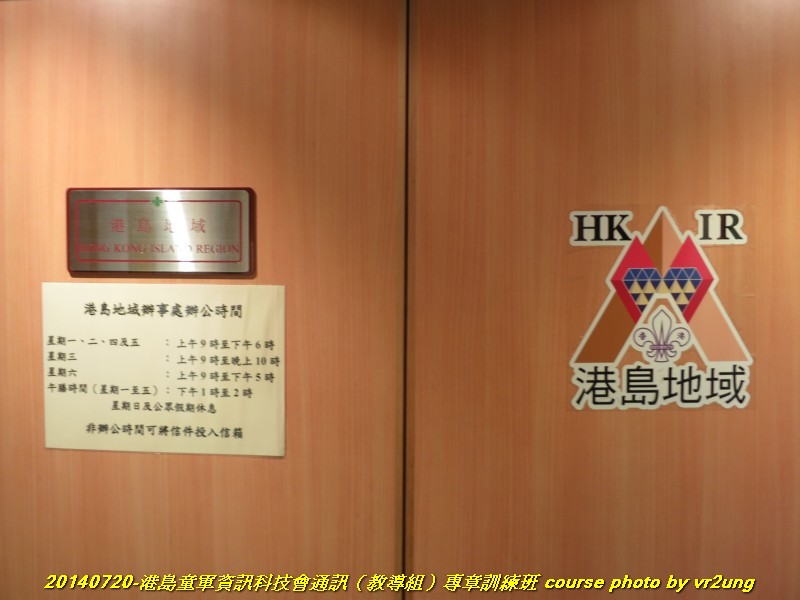 港島地域
HONG KONG ISLAND REGION
港島地域辦事處辦公時間
星期一、二、四及五 : 上午9時至下午6時
星期三 : 上午9時至晚上10時
星期六 : 上午9時至下午5時
午膳時間(星期一至五): 下午1時至2時
星期日及公眾假期休息
非辦公時間可將信件投入信箱
HK IR
香 港
港島地域
20140720-港島童軍資訊科技會通訊(教導組)專章訓練班 course photo by vr2ung